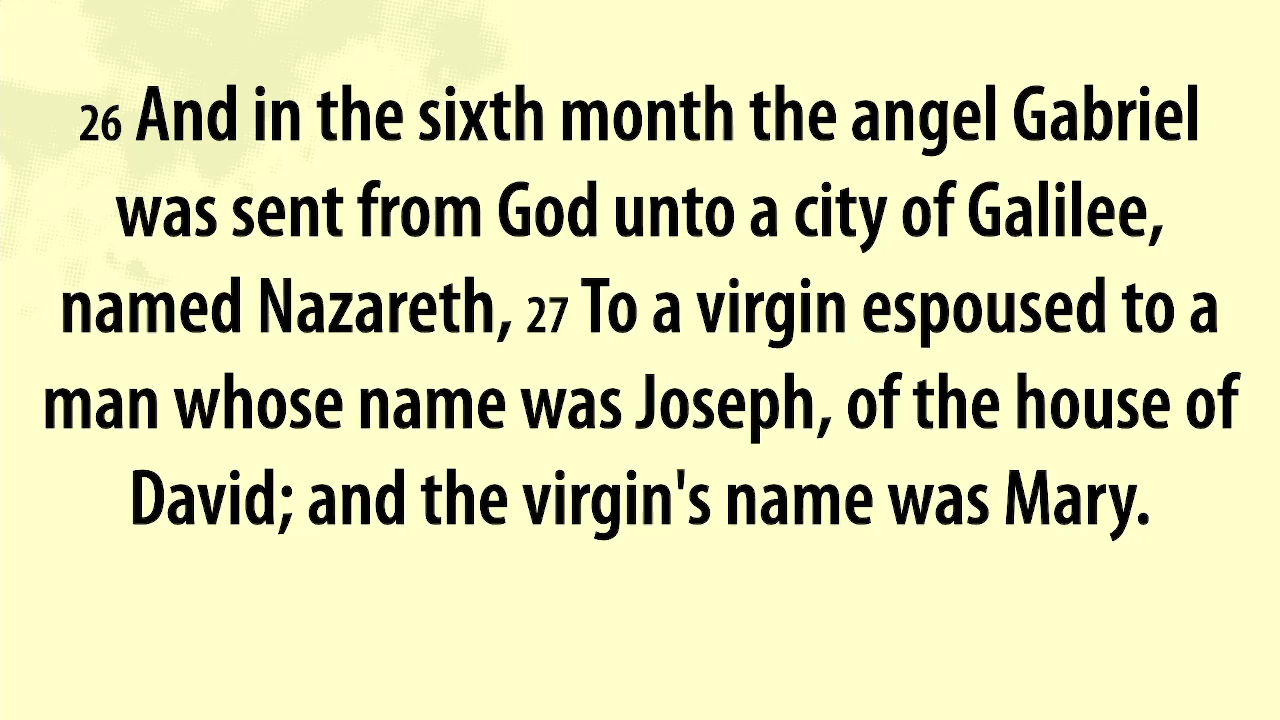 26 And in the sixth month the angel Gabriel
was sent from God unto a city of Galilee,
named Nazareth, 27 To a virgin espoused to a
man whose name was Joseph, of the house of
David; and the virgin's name was Mary.